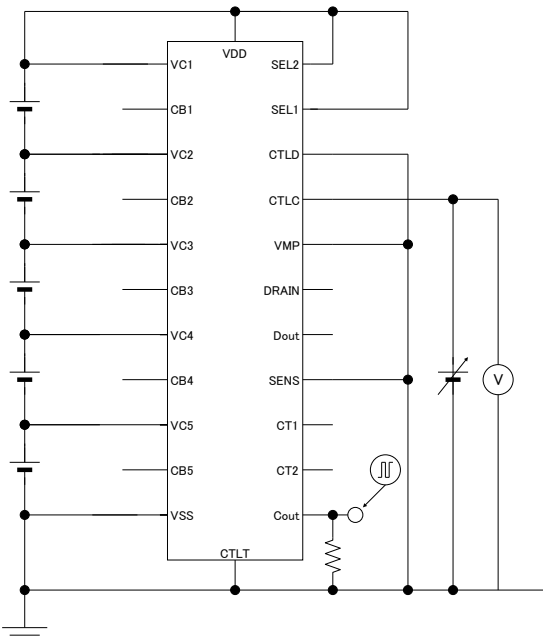 VDD
VC1
SEL2
CB1
SEL1
VC2
CTLD
CB2
CTLC
VC3
VMP
CB3
DRAIN
VC4
Dout
CB4
SENS
V
VC5
CT1
CB5
CT2
VSS
Cout
CTLT